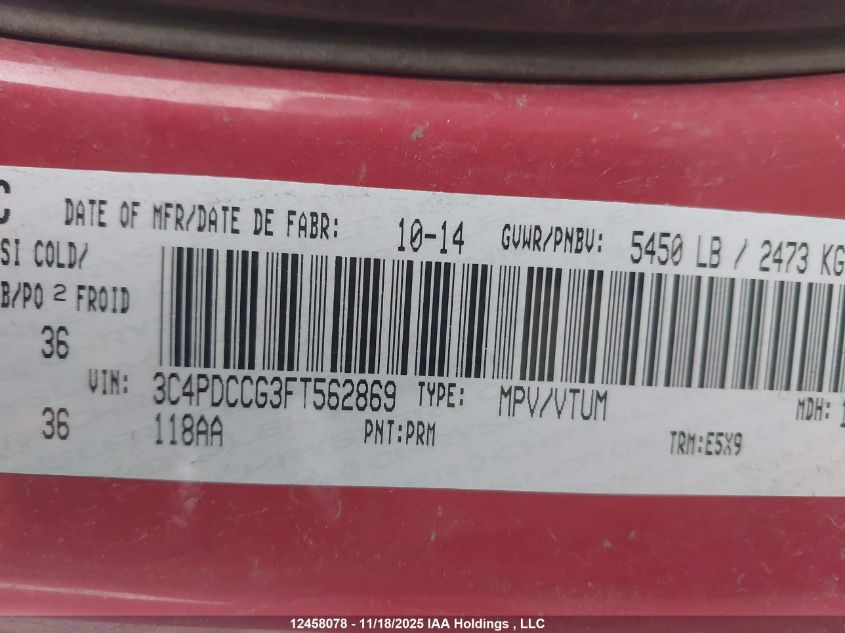 C DATE OF MFR/DATE DE FABR: 10-14 GVWR/PNBV: 5450 LB / 2473 KG
SI COLD/
B/PO 2 FROID
36
VIN: 3C4PDCCG3FT562869 TYPE: MPV/VTUM MDH: 1
36 118AA PNT:PRM TRM:E5X9
12458078 - 11/18/2025 IAA Holdings , LLC